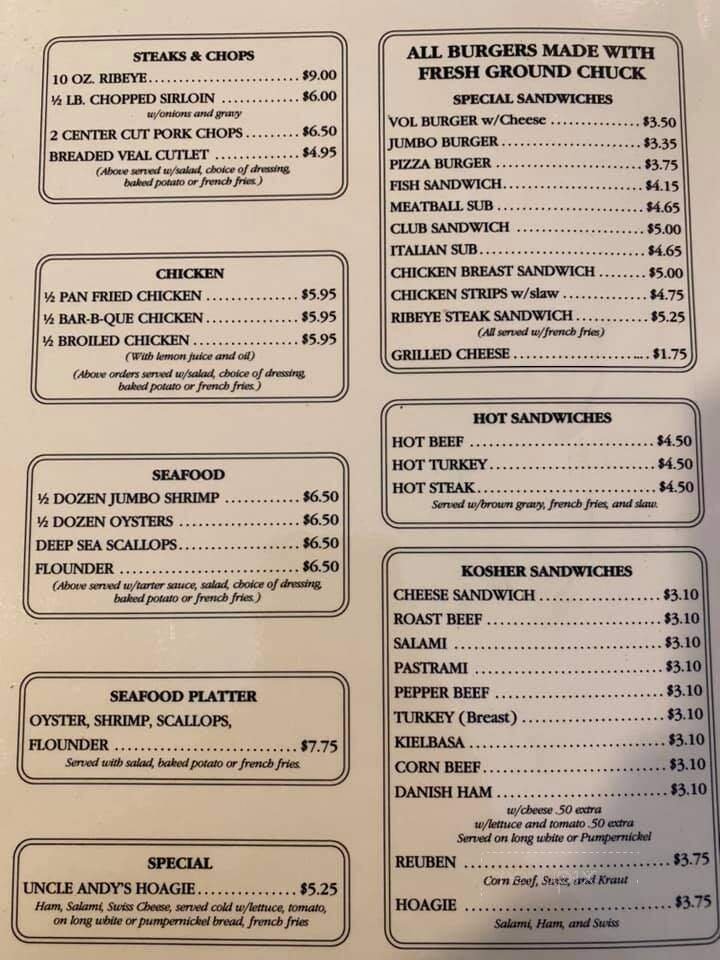 STEAKS & CHOPS
10 OZ. RIBEYE........................$9.00
½ LB. CHOPPED SIRLOIN ............$6.00
w/onions and gravy
2 CENTER CUT PORK CHOPS........$6.50
BREADED VEAL CUTLET .............$4.95
(Above served w/salad, choice of dressing,
baked potato or french fries.)
CHICKEN
½ PAN FRIED CHICKEN ..............$5.95
½ BAR-B-QUE CHICKEN..............$5.95
½ BROILED CHICKEN................$5.95
(With lemon juice and oil)
(Above orders served w/salad, choice of dressing,
baked potato or french fries.)
SEAFOOD
½ DOZEN JUMBO SHRIMP ...........$6.50
½ DOZEN OYSTERS ..................$6.50
DEEP SEA SCALLOPS..................$6.50
FLOUNDER ...........................$6.50
(Above served w/tarter sauce, salad, choice of dressing,
baked potato or french fries.)
SEAFOOD PLATTER
OYSTER, SHRIMP, SCALLOPS,
FLOUNDER ...........................$7.75
Served with salad, baked potato or french fries.
SPECIAL
UNCLE ANDY'S HOAGIE..............$5.25
Ham, Salami, Swiss Cheese, served cold w/lettuce, tomato,
on long white or pumpernickel bread, french fries
ALL BURGERS MADE WITH
FRESH GROUND CHUCK
SPECIAL SANDWICHES
VOL BURGER w/Cheese .............$3.50
JUMBO BURGER.....................$3.35
PIZZA BURGER ......................$3.75
FISH SANDWICH.....................$4.15
MEATBALL SUB ......................$4.65
CLUB SANDWICH ...................$5.00
ITALIAN SUB.........................$4.65
CHICKEN BREAST SANDWICH .......$5.00
CHICKEN STRIPS w/slaw ............$4.75
RIBEYE STEAK SANDWICH ...........$5.25
(All served w/french fries)
GRILLED CHEESE.......................$1.75
HOT SANDWICHES
HOT BEEF ............................$4.50
HOT TURKEY.........................$4.50
HOT STEAK...........................$4.50
Served w/brown gravy, french fries, and slaw.
KOSHER SANDWICHES
CHEESE SANDWICH ..................$3.10
ROAST BEEF ..........................$3.10
SALAMI ...............................$3.10
PASTRAMI ............................$3.10
PEPPER BEEF .........................$3.10
TURKEY (Breast) .....................$3.10
KIELBASA .............................$3.10
CORN BEEF............................$3.10
DANISH HAM .........................$3.10
w/cheese .50 extra
w/lettuce and tomato .50 extra
Served on long white or Pumpernickel
REUBEN ..............................$3.75
Corn Beef, Swiss, and Kraut
HOAGIE ..............................$3.75
Salami, Ham, and Swiss